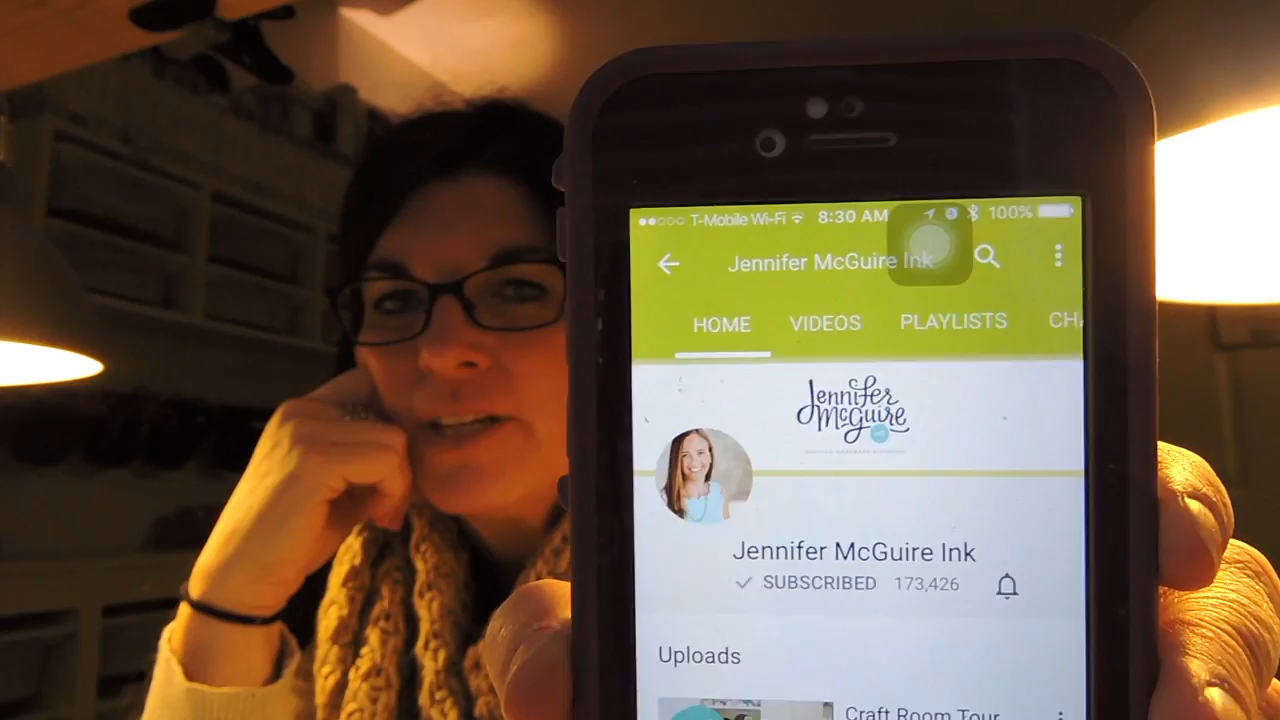 T-Mobile Wi-Fi 8:30 AM 100%
Jennifer McGuire Ink
HOME VIDEOS PLAYLISTS CHA
Jennifer
McGuire
Jennifer McGuire Ink
SUBSCRIBED 173,426
Uploads
Craft Room Tour